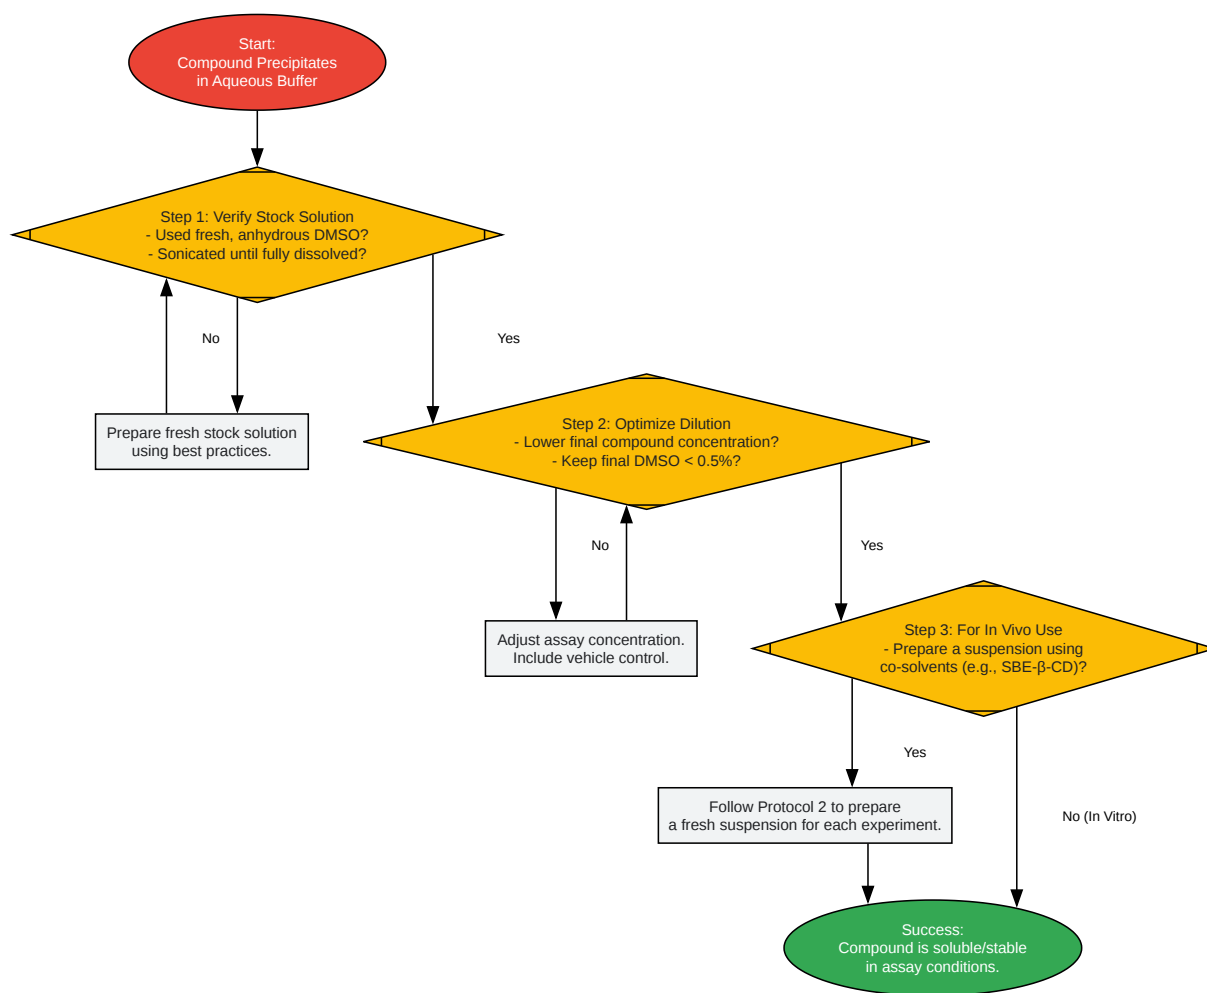 Start:
Compound Precipitates
in Aqueous Buffer
Step 1: Verify Stock Solution
- Used fresh, anhydrous DMSO?
- Sonicated until fully dissolved?
No
Yes
Prepare fresh stock solution
using best practices.
Step 2: Optimize Dilution
- Lower final compound concentration?
- Keep final DMSO < 0.5%?
No
Yes
Adjust assay concentration.
Include vehicle control.
Step 3: For In Vivo Use
- Prepare a suspension using
co-solvents (e.g., SBE-β-CD)?
Yes
No (In Vitro)
Follow Protocol 2 to prepare
a fresh suspension for each experiment.
Success:
Compound is soluble/stable
in assay conditions.